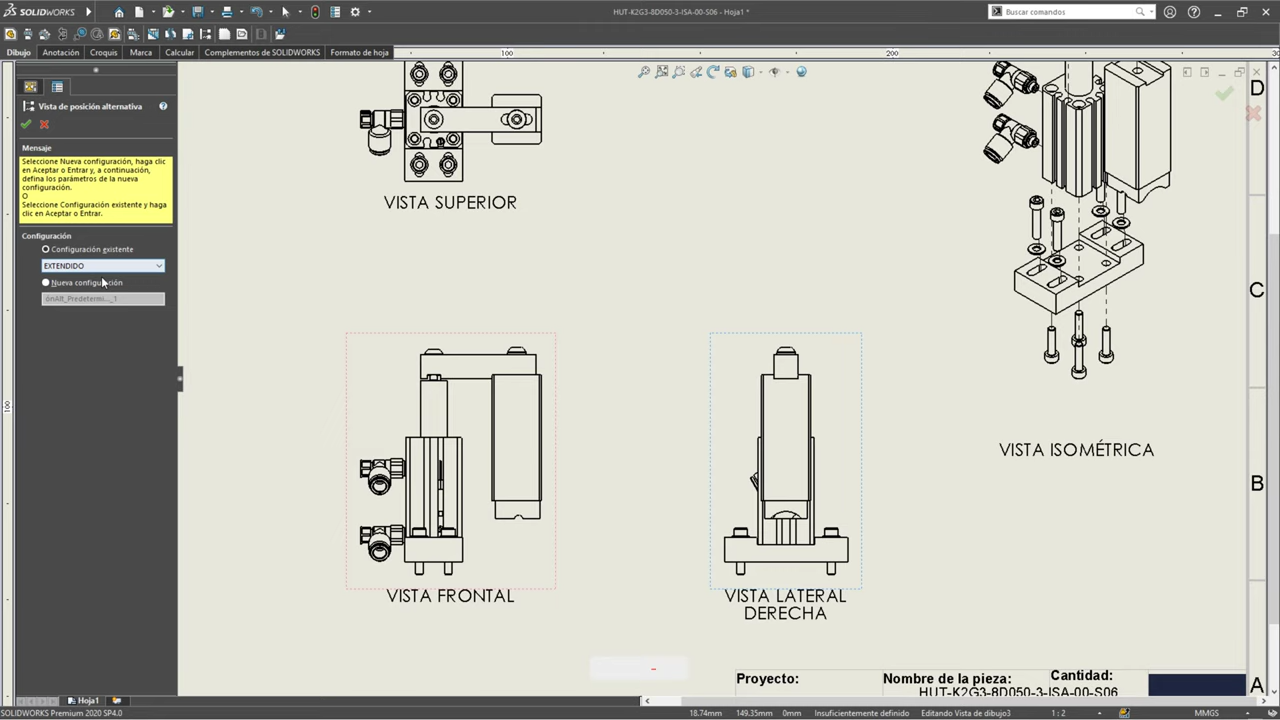 SOLIDWORKS
HUT-K2G3-8D050-3-ISA-00-S06 - Hoja1 *
Buscar comandos
Dibujo
Anotación
Croquis
Marca
Calcular
Complementos de SOLIDWORKS
Formato de hoja
100
200
Vista de posición alternativa
Mensaje
Seleccione Nueva configuración, haga clic
en Aceptar o Entrar y, a continuación,
defina los parámetros de la nueva
configuración.
O
Seleccione Configuración existente y haga
clic en Aceptar o Entrar.
Configuración
Configuración existente
EXTENDIDO
Nueva configuración
ónAlt_Predetermi..._1
100
VISTA SUPERIOR
VISTA FRONTAL
VISTA LATERAL
DERECHA
VISTA ISOMÉTRICA
D
C
B
A
Proyecto:
Nombre de la pieza:
Cantidad:
HUT-K2G3-8D050-3-ISA-00-S06
Hoja1
SOLIDWORKS Premium 2020 SP4.0
18.74mm
149.35mm
0mm
Insuficientemente definido
Editando Vista de dibujo3
1 : 2
MMGS